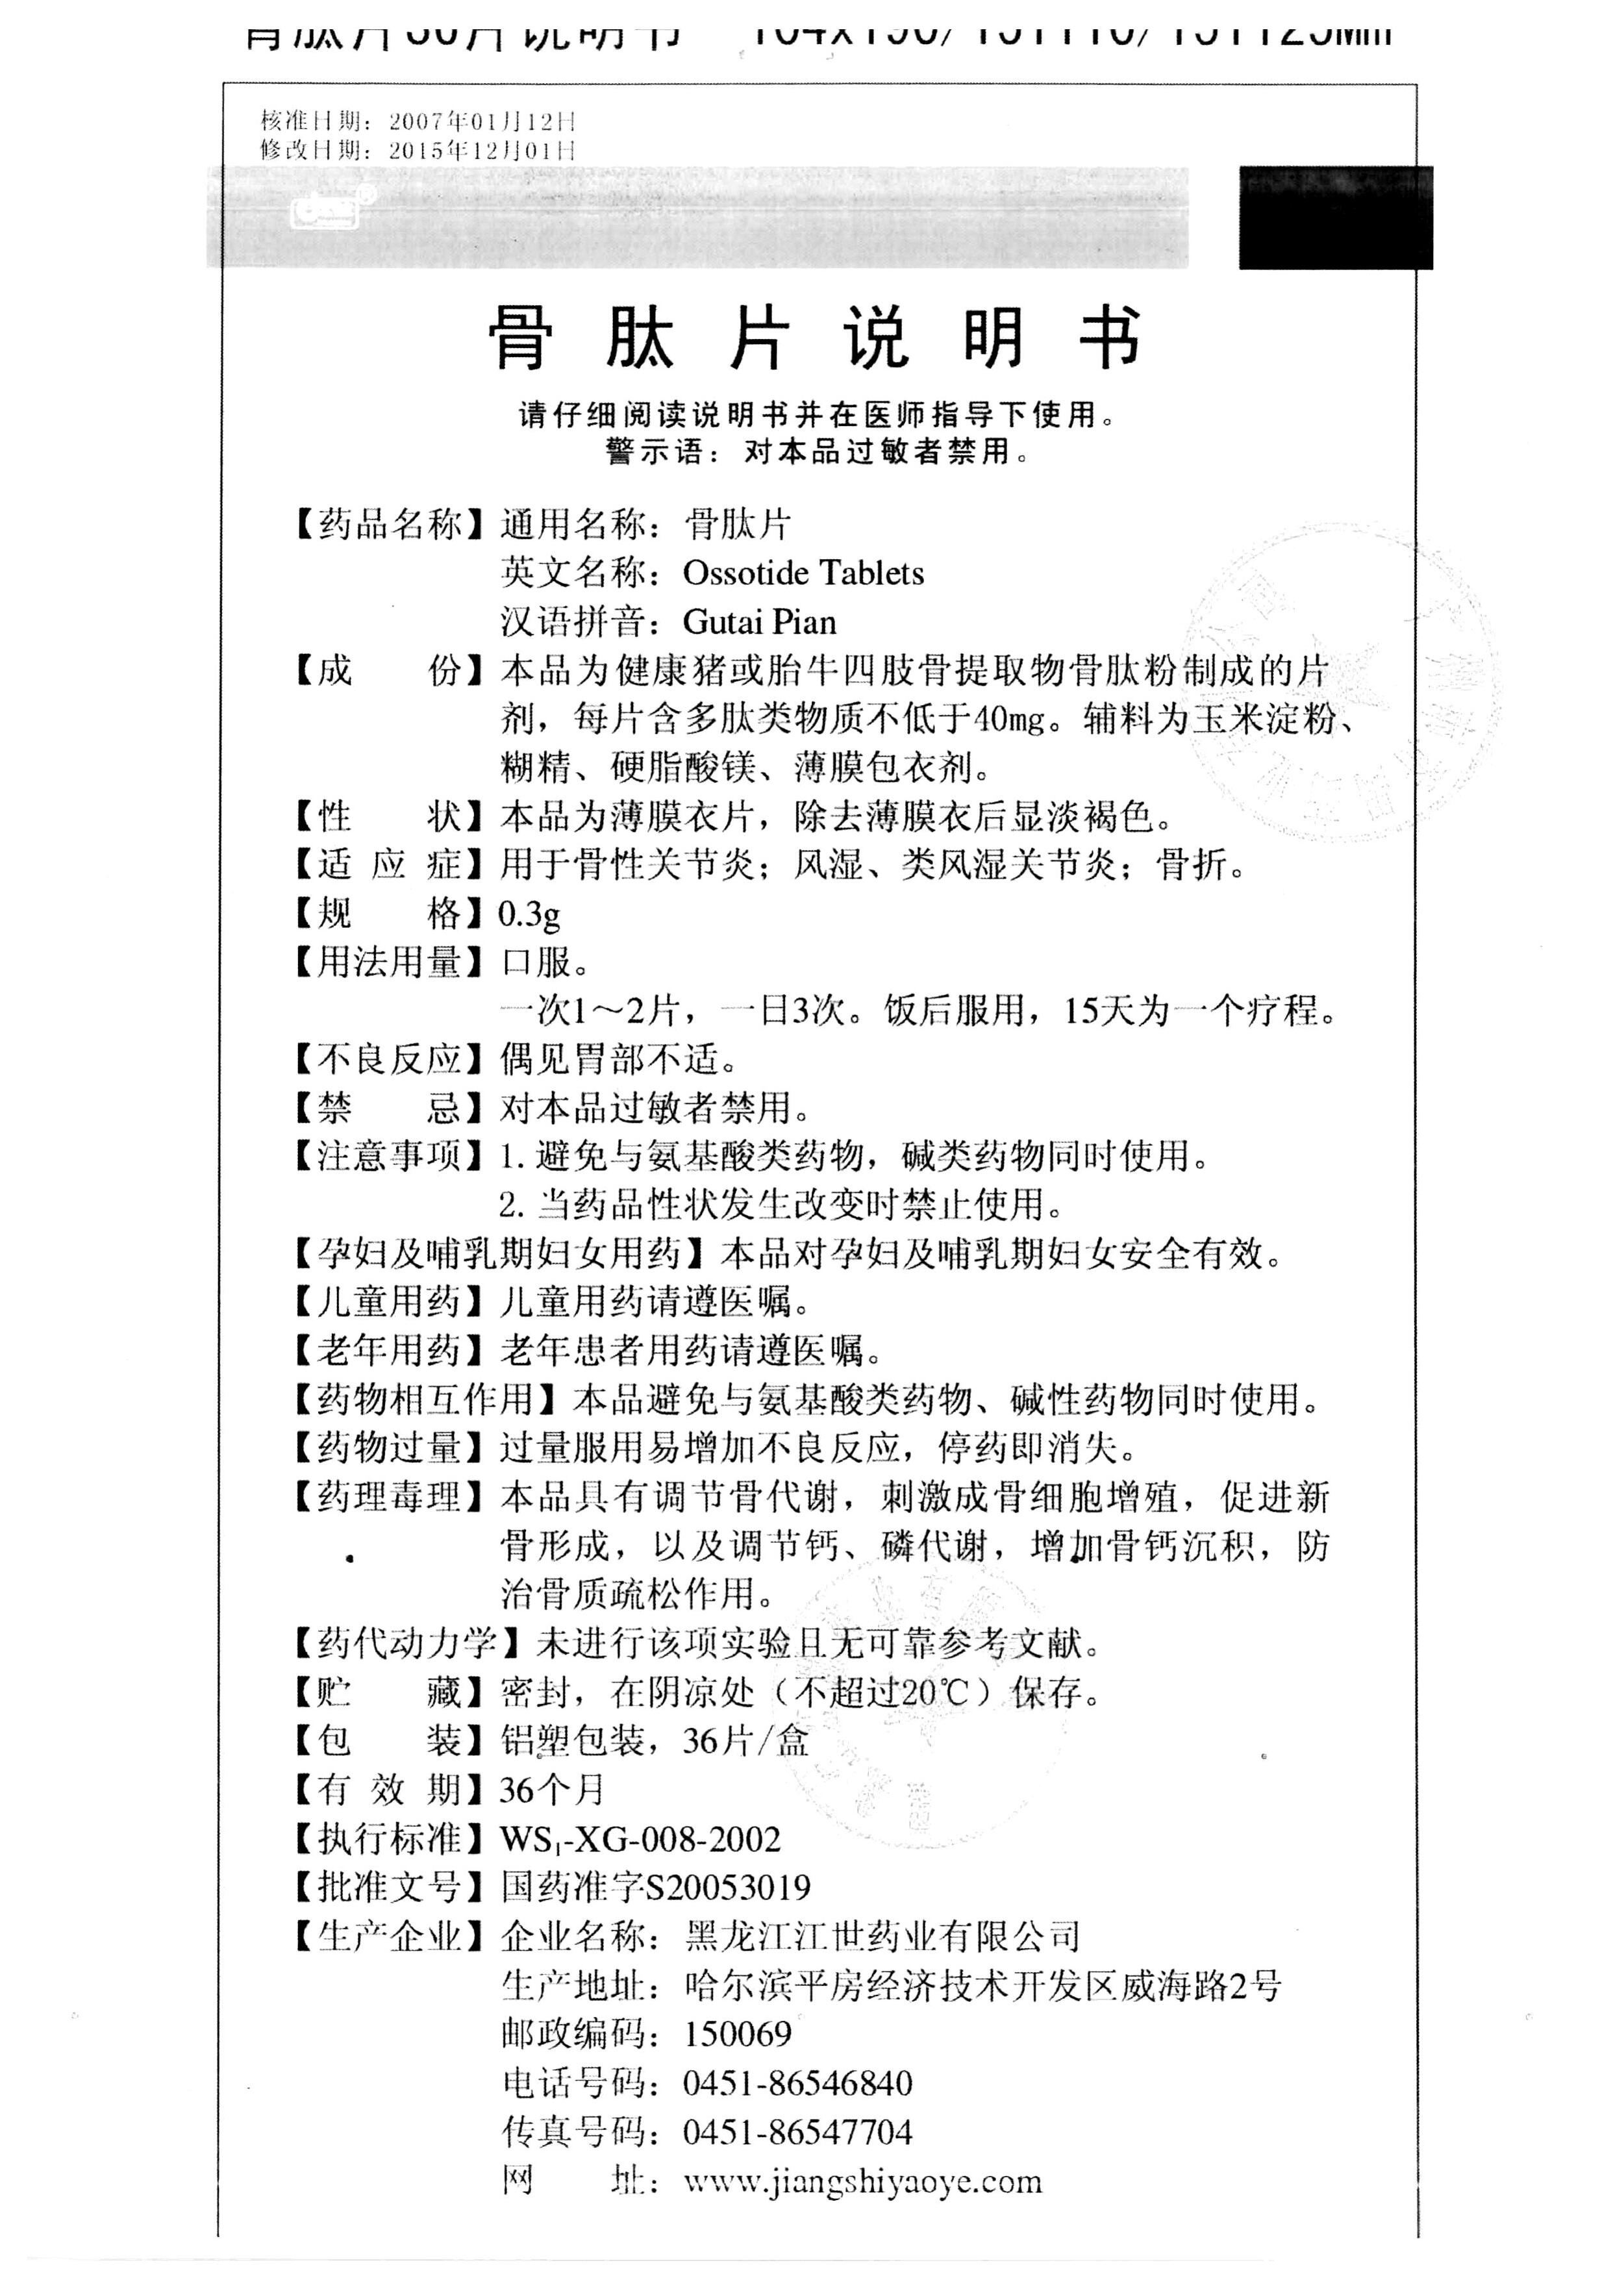 核准日期：2007年01月12日
修改日期：2015年12月01日
骨肽片说明书
请仔细阅读说明书并在医师指导下使用。
警示语：对本品过敏者禁用。
【药品名称】通用名称：骨肽片
英文名称：Ossotide Tablets
汉语拼音：Gutai Pian
【成　　份】本品为健康猪或胎牛四肢骨提取物骨肽粉制成的片
剂，每片含多肽类物质不低于40mg。辅料为玉米淀粉、
糊精、硬脂酸镁、薄膜包衣剂。
【性　　状】本品为薄膜衣片，除去薄膜衣后显淡褐色。
【适 应 症】用于骨性关节炎；风湿、类风湿关节炎；骨折。
【规　　格】0.3g
【用法用量】口服。
一次1～2片，一日3次。饭后服用，15天为一个疗程。
【不良反应】偶见胃部不适。
【禁　　忌】对本品过敏者禁用。
【注意事项】1. 避免与氨基酸类药物，碱类药物同时使用。
2. 当药品性状发生改变时禁止使用。
【孕妇及哺乳期妇女用药】本品对孕妇及哺乳期妇女安全有效。
【儿童用药】儿童用药请遵医嘱。
【老年用药】老年患者用药请遵医嘱。
【药物相互作用】本品避免与氨基酸类药物、碱性药物同时使用。
【药物过量】过量服用易增加不良反应，停药即消失。
【药理毒理】本品具有调节骨代谢，刺激成骨细胞增殖，促进新
骨形成，以及调节钙、磷代谢，增加骨钙沉积，防
治骨质疏松作用。
【药代动力学】未进行该项实验且无可靠参考文献。
【贮　　藏】密封，在阴凉处（不超过20℃）保存。
【包　　装】铝塑包装，36片/盒
【有 效 期】36个月
【执行标准】WS₁-XG-008-2002
【批准文号】国药准字S20053019
【生产企业】企业名称：黑龙江江世药业有限公司
生产地址：哈尔滨平房经济技术开发区威海路2号
邮政编码：150069
电话号码：0451-86546840
传真号码：0451-86547704
网　　址：www.jiangshiyaoye.com